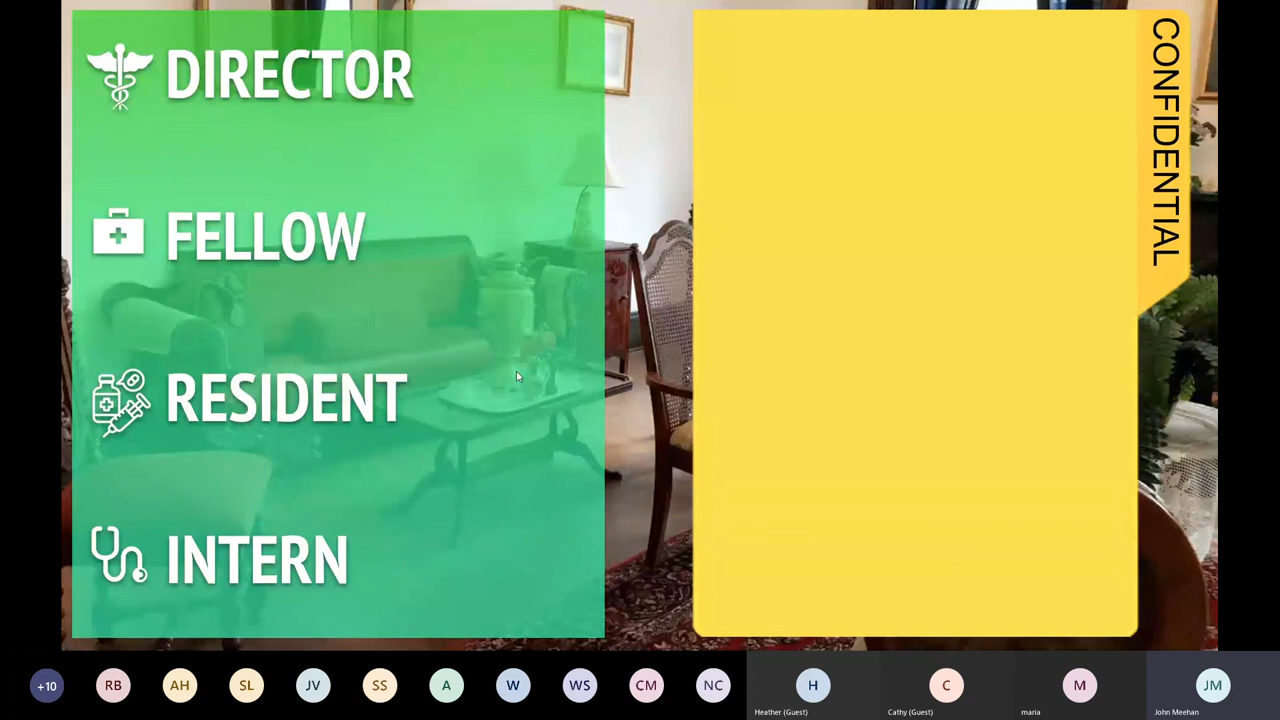 DIRECTOR
FELLOW
RESIDENT
INTERN
CONFIDENTIAL
+10
RB
AH
SL
JV
SS
A
W
WS
CM
NC
H
Heather (Guest)
C
Cathy (Guest)
M
maria
JM
John Meehan